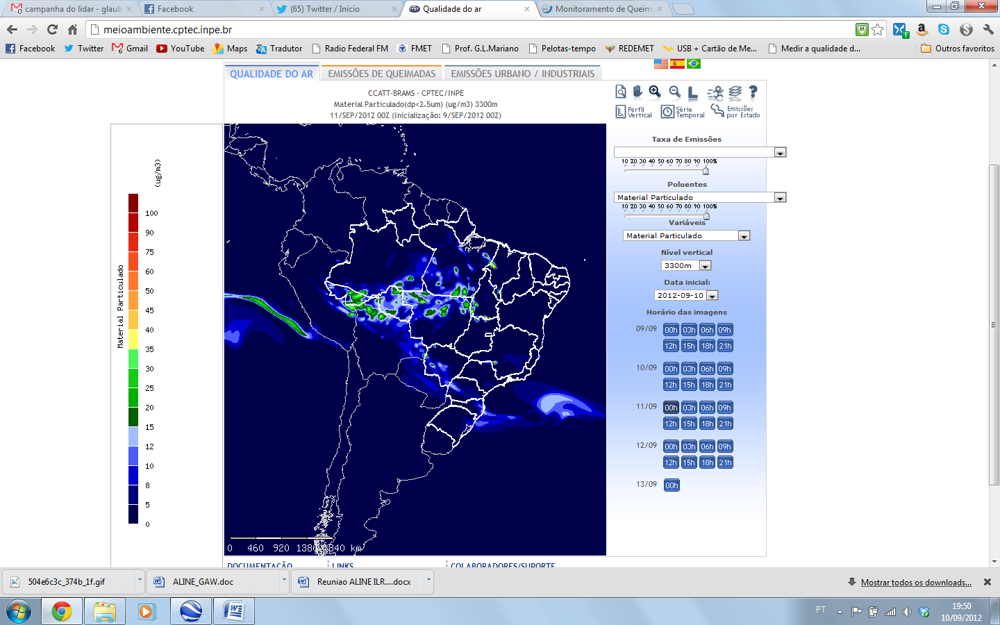 campanha do lidar - glaub
Facebook
(65) Twitter / Início
Qualidade do ar
Monitoramento de Queim
meioambiente.cptec.inpe.br
Facebook
Twitter
Gmail
YouTube
Maps
Tradutor
Radio Federal FM
FMET
Prof. G.L.Mariano
Pelotas-tempo
REDEMET
USB + Cartão de Me...
Medir a qualidade d...
Outros favoritos
QUALIDADE DO AR
EMISSÕES DE QUEIMADAS
EMISSÕES URBANO / INDUSTRIAIS
CCATT-BRAMS - CPTEC/INPE
Material Particulado(dp<2.5um) (ug/m3) 3300m
11/SEP/2012 00Z (Inicialização: 9/SEP/2012 00Z)
Perfil Vertical
Série Temporal
Emissões por Estado
(ug/m3)
Material Particulado
100
90
75
60
50
45
40
35
30
25
20
15
12
10
8
5
0
0 460 920 1380 1840 km
Taxa de Emissões
10 20 30 40 50 60 70 80 90 100%
Poluentes
Material Particulado
10 20 30 40 50 60 70 80 90 100%
Variáveis
Material Particulado
Nível vertical
3300m
Data inicial:
2012-09-10
Horário das imagens
09/09 00h 03h 06h 09h
12h 15h 18h 21h
10/09 00h 03h 06h 09h
12h 15h 18h 21h
11/09 00h 03h 06h 09h
12h 15h 18h 21h
12/09 00h 03h 06h 09h
12h 15h 18h 21h
13/09 00h
DOCUMENTAÇÃO
LINKS
COLABORADORES/SUPORTE
504e6c3c_374b_1f.gif
ALINE_GAW.doc
Reuniao ALINE ILR....docx
Mostrar todos os downloads...
PT
19:50
10/09/2012